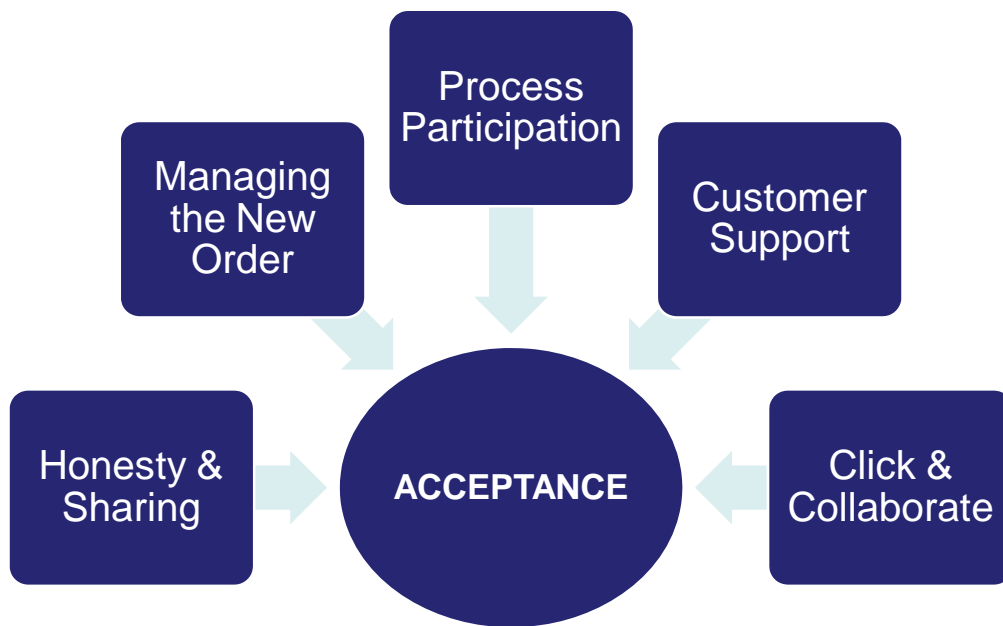 Process
Participation
Managing
the New
Order
Customer
Support
Honesty &
Sharing
ACCEPTANCE
Click &
Collaborate